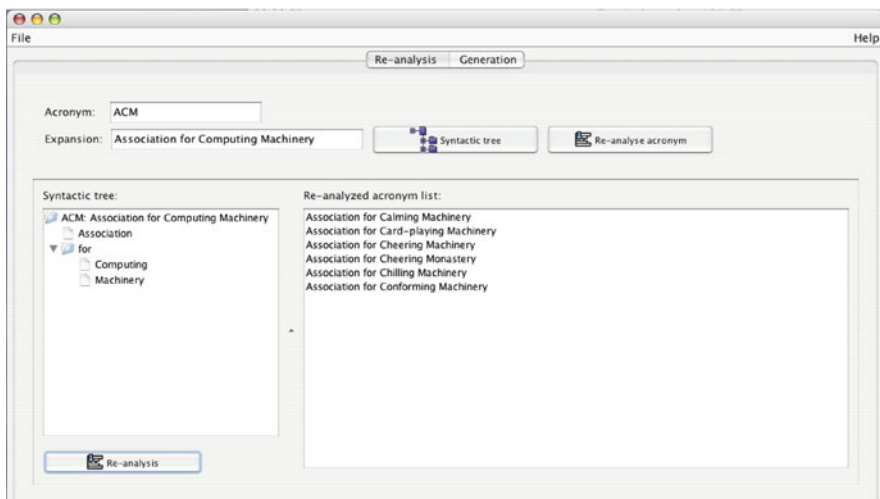 File
Help
Re-analysis Generation
Acronym: ACM
Expansion: Association for Computing Machinery
Syntactic tree
Re-analyse acronym
Syntactic tree:
ACM: Association for Computing Machinery
Association
for
Computing
Machinery
Re-analysis
Re-analyzed acronym list:
Association for Calming Machinery
Association for Card-playing Machinery
Association for Cheering Machinery
Association for Cheering Monastery
Association for Chilling Machinery
Association for Conforming Machinery